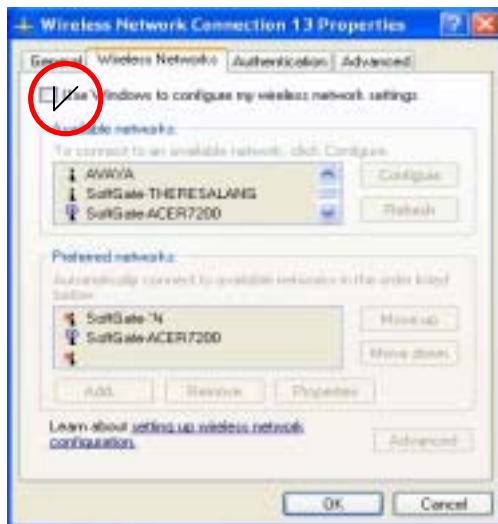 Wireless Network Connection 13 Properties
General Wireless Networks Authentication Advanced
Use Windows to configure my wireless network settings
Available networks:
To connect to an available network, click Configure.
AVAYA
SoftGate-THERESALANG
SoftGate-ACER7200
Configure
Refresh
Preferred networks:
Automatically connect to available networks in the order listed
below:
SoftGate-'N
SoftGate-ACER7200
Move up
Move down
Add... Remove Properties
Learn about setting up wireless network
configuration.
Advanced
OK Cancel